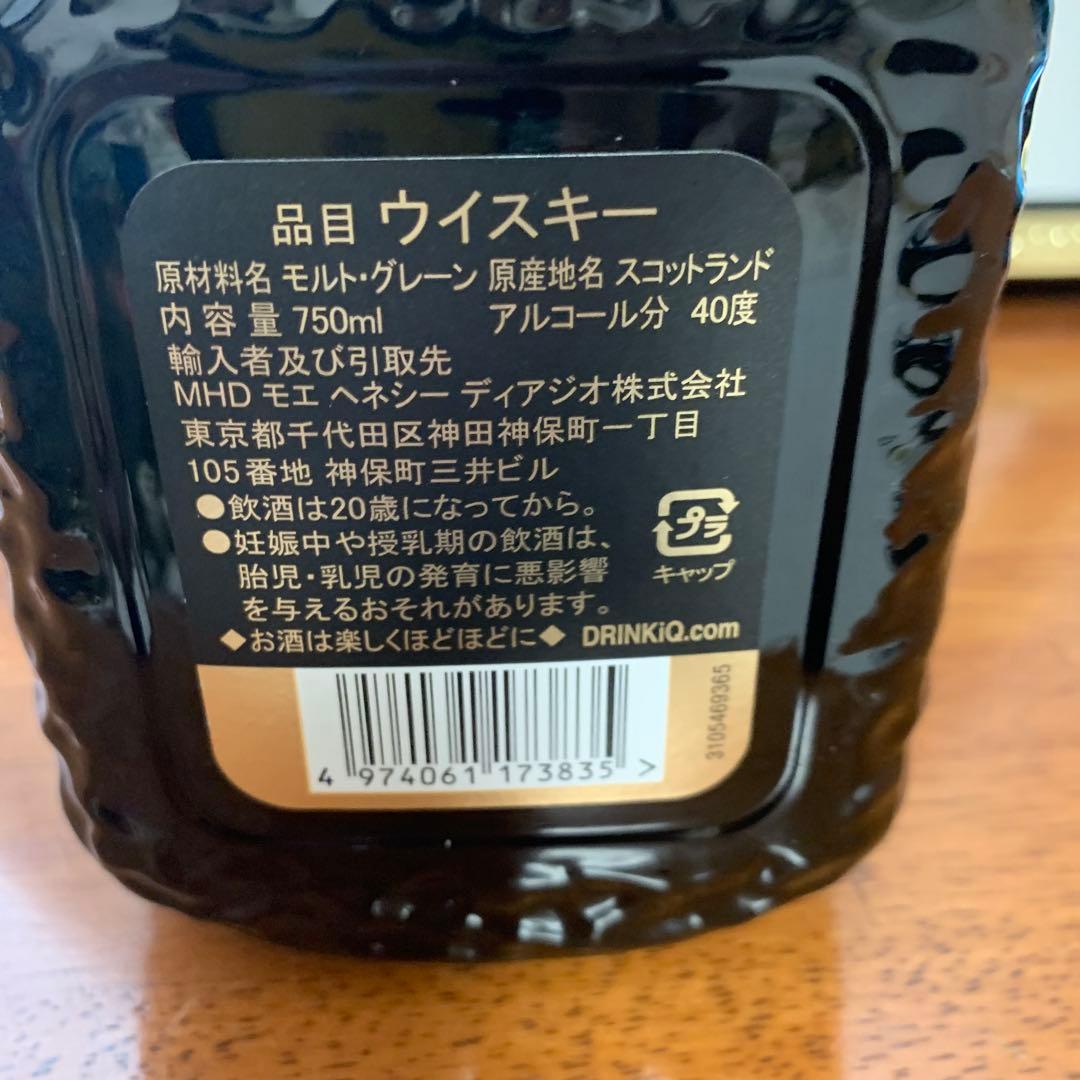 品目 ウイスキー
原材料名 モルト・グレーン 原産地名 スコットランド
内容量 750ml アルコール分 40度
輸入者及び引取先
MHD モエ ヘネシー ディアジオ株式会社
東京都千代田区神田神保町一丁目
105番地 神保町三井ビル
●飲酒は20歳になってから。
●妊娠中や授乳期の飲酒は、
胎児・乳児の発育に悪影響
を与えるおそれがあります。
プラ
キャップ
◆お酒は楽しくほどほどに◆ DRINKiQ.com
4 974061 173835 >
3105469365